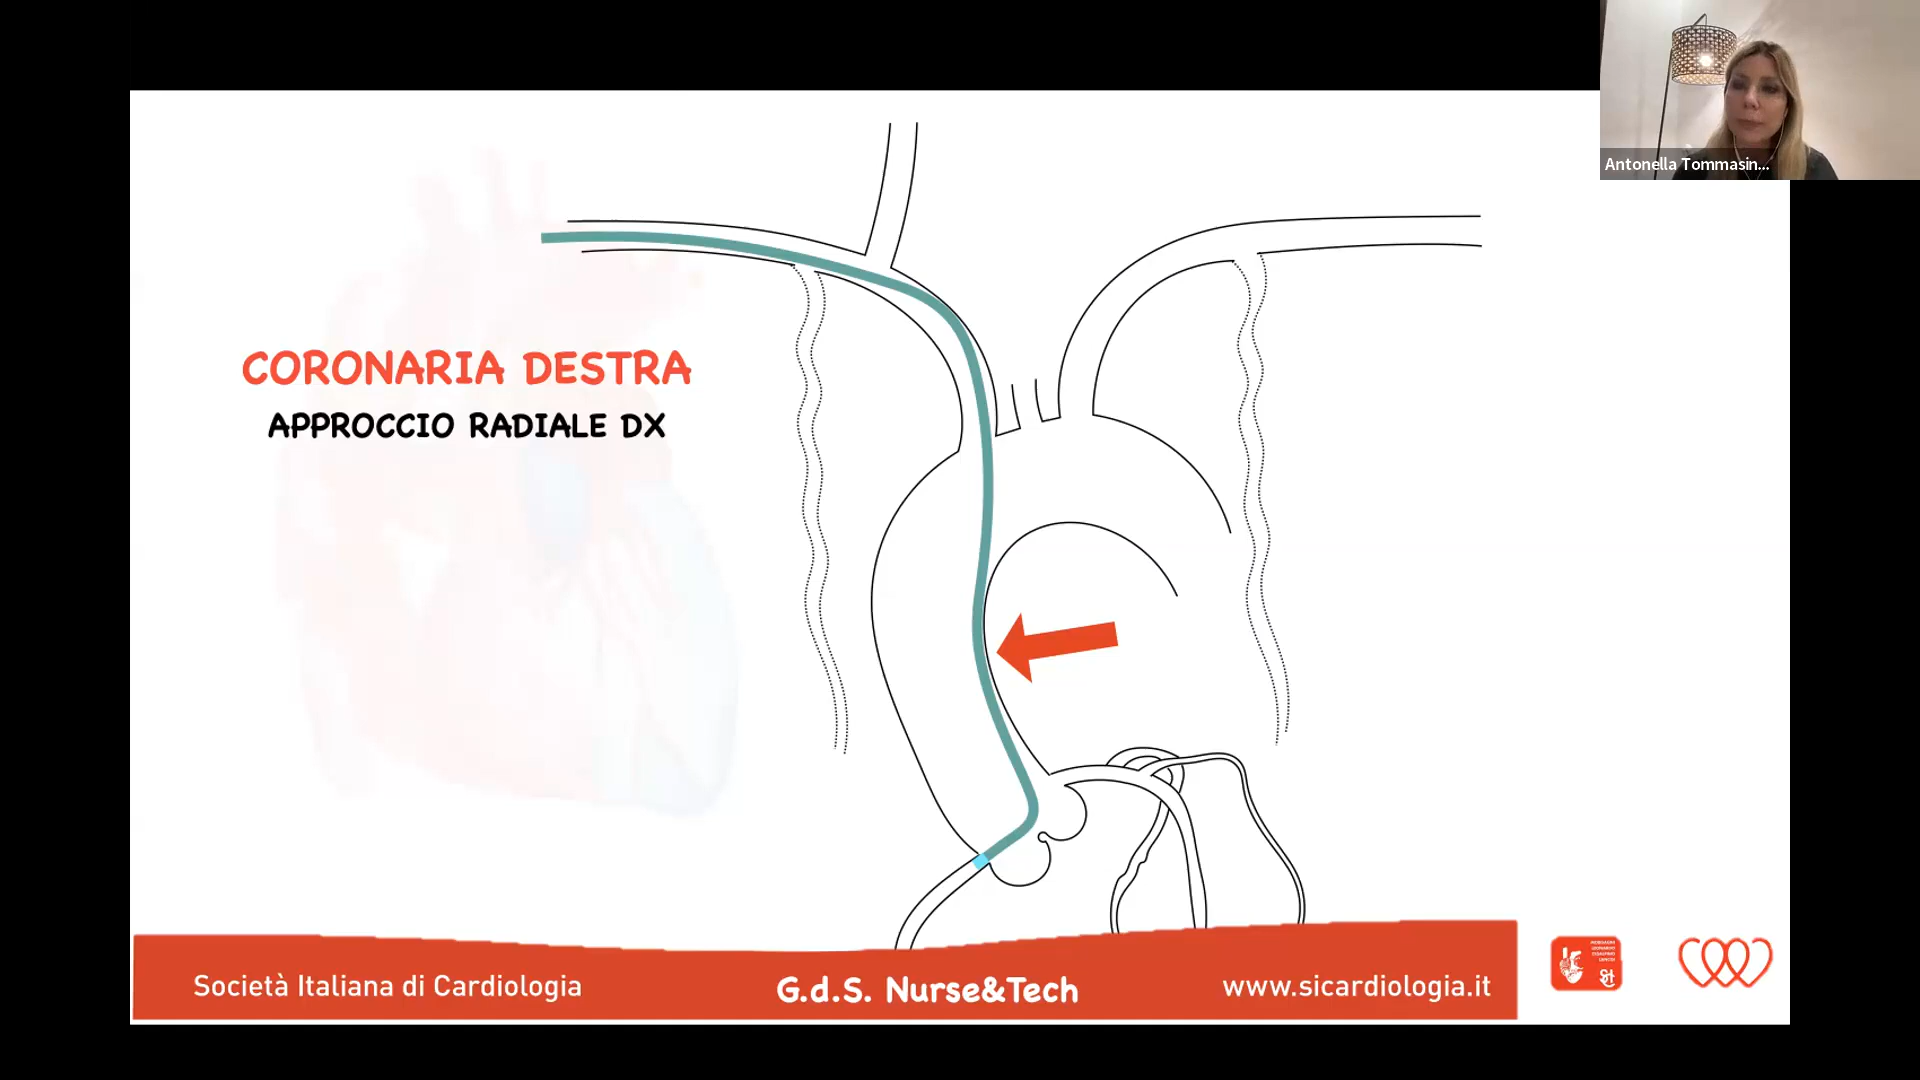 Antonella Tommasin...
CORONARIA DESTRA
APPROCCIO RADIALE DX
Società Italiana di Cardiologia
G.d.S. Nurse&Tech
www.sicardiologia.it